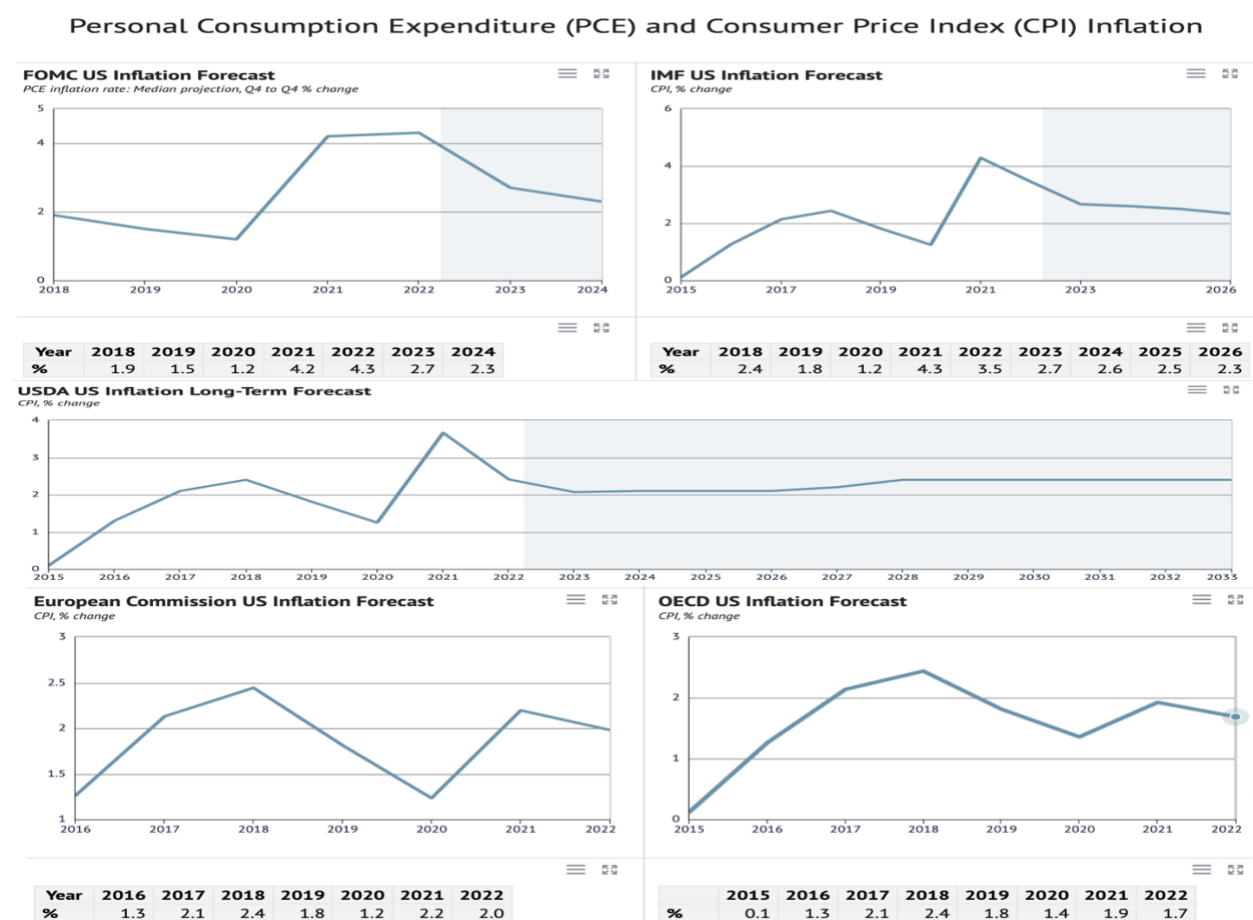 Personal Consumption Expenditure (PCE) and Consumer Price Index (CPI) Inflation
FOMC US Inflation Forecast
PCE inflation rate: Median projection, Q4 to Q4 % change
5
4
2
0
2018 2019 2020 2021 2022 2023 2024
Year 2018 2019 2020 2021 2022 2023 2024
% 1.9 1.5 1.2 4.2 4.3 2.7 2.3
IMF US Inflation Forecast
CPI, % change
6
4
2
0
2015 2017 2019 2021 2023 2026
Year 2018 2019 2020 2021 2022 2023 2024 2025 2026
% 2.4 1.8 1.2 4.3 3.5 2.7 2.6 2.5 2.3
USDA US Inflation Long-Term Forecast
CPI, % change
4
3
2
1
0
2015 2016 2017 2018 2019 2020 2021 2022 2023 2024 2025 2026 2027 2028 2029 2030 2031 2032 2033
European Commission US Inflation Forecast
CPI, % change
3
2.5
2
1.5
1
2016 2017 2018 2019 2020 2021 2022
Year 2016 2017 2018 2019 2020 2021 2022
% 1.3 2.1 2.4 1.8 1.2 2.2 2.0
OECD US Inflation Forecast
CPI, % change
3
2
1
0
2015 2016 2017 2018 2019 2020 2021 2022
2015 2016 2017 2018 2019 2020 2021 2022
% 0.1 1.3 2.1 2.4 1.8 1.4 1.9 1.7